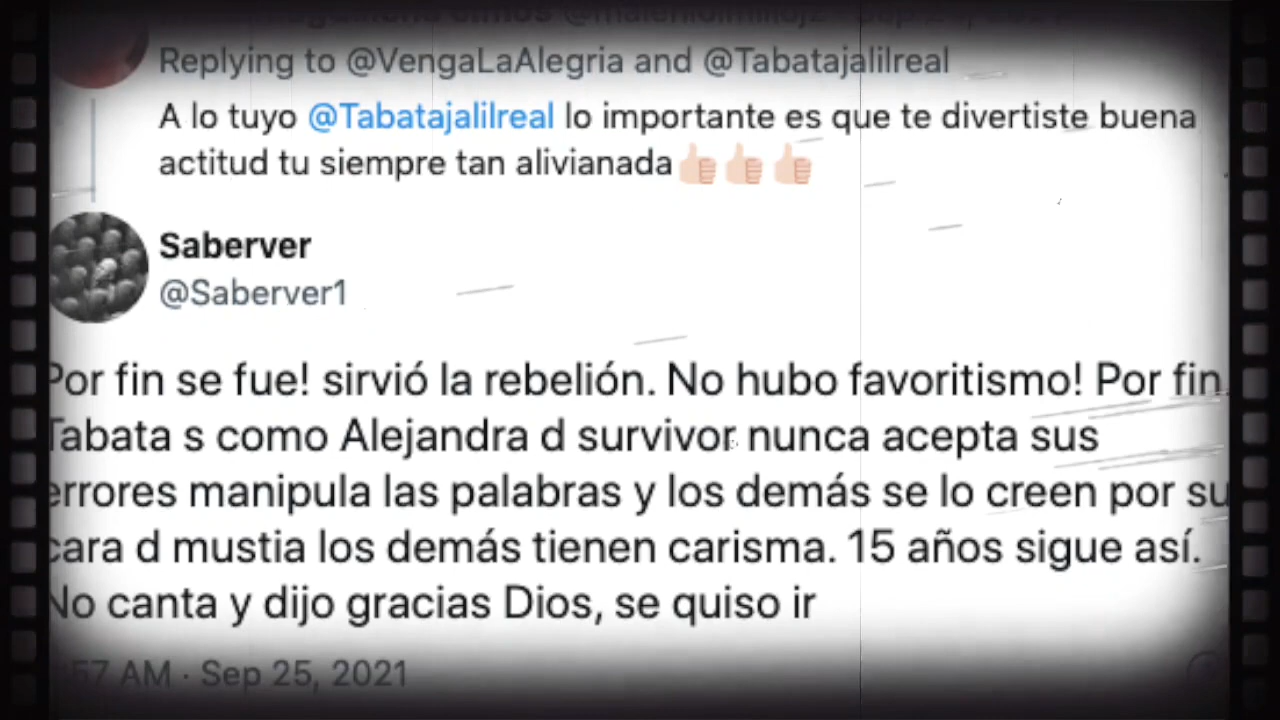 Replying to @VengaLaAlegria and @Tabatajalilreal
A lo tuyo @Tabatajalilreal lo importante es que te divertiste buena
actitud tu siempre tan alivianada👍🏻👍🏻👍🏻
Saberver
@Saberver1
Por fin se fue! sirvió la rebelión. No hubo favoritismo! Por fin.
Tabata s como Alejandra d survivor nunca acepta sus
errores manipula las palabras y los demás se lo creen por su
cara d mustia los demás tienen carisma. 15 años sigue así.
No canta y dijo gracias Dios, se quiso ir
57 AM · Sep 25, 2021